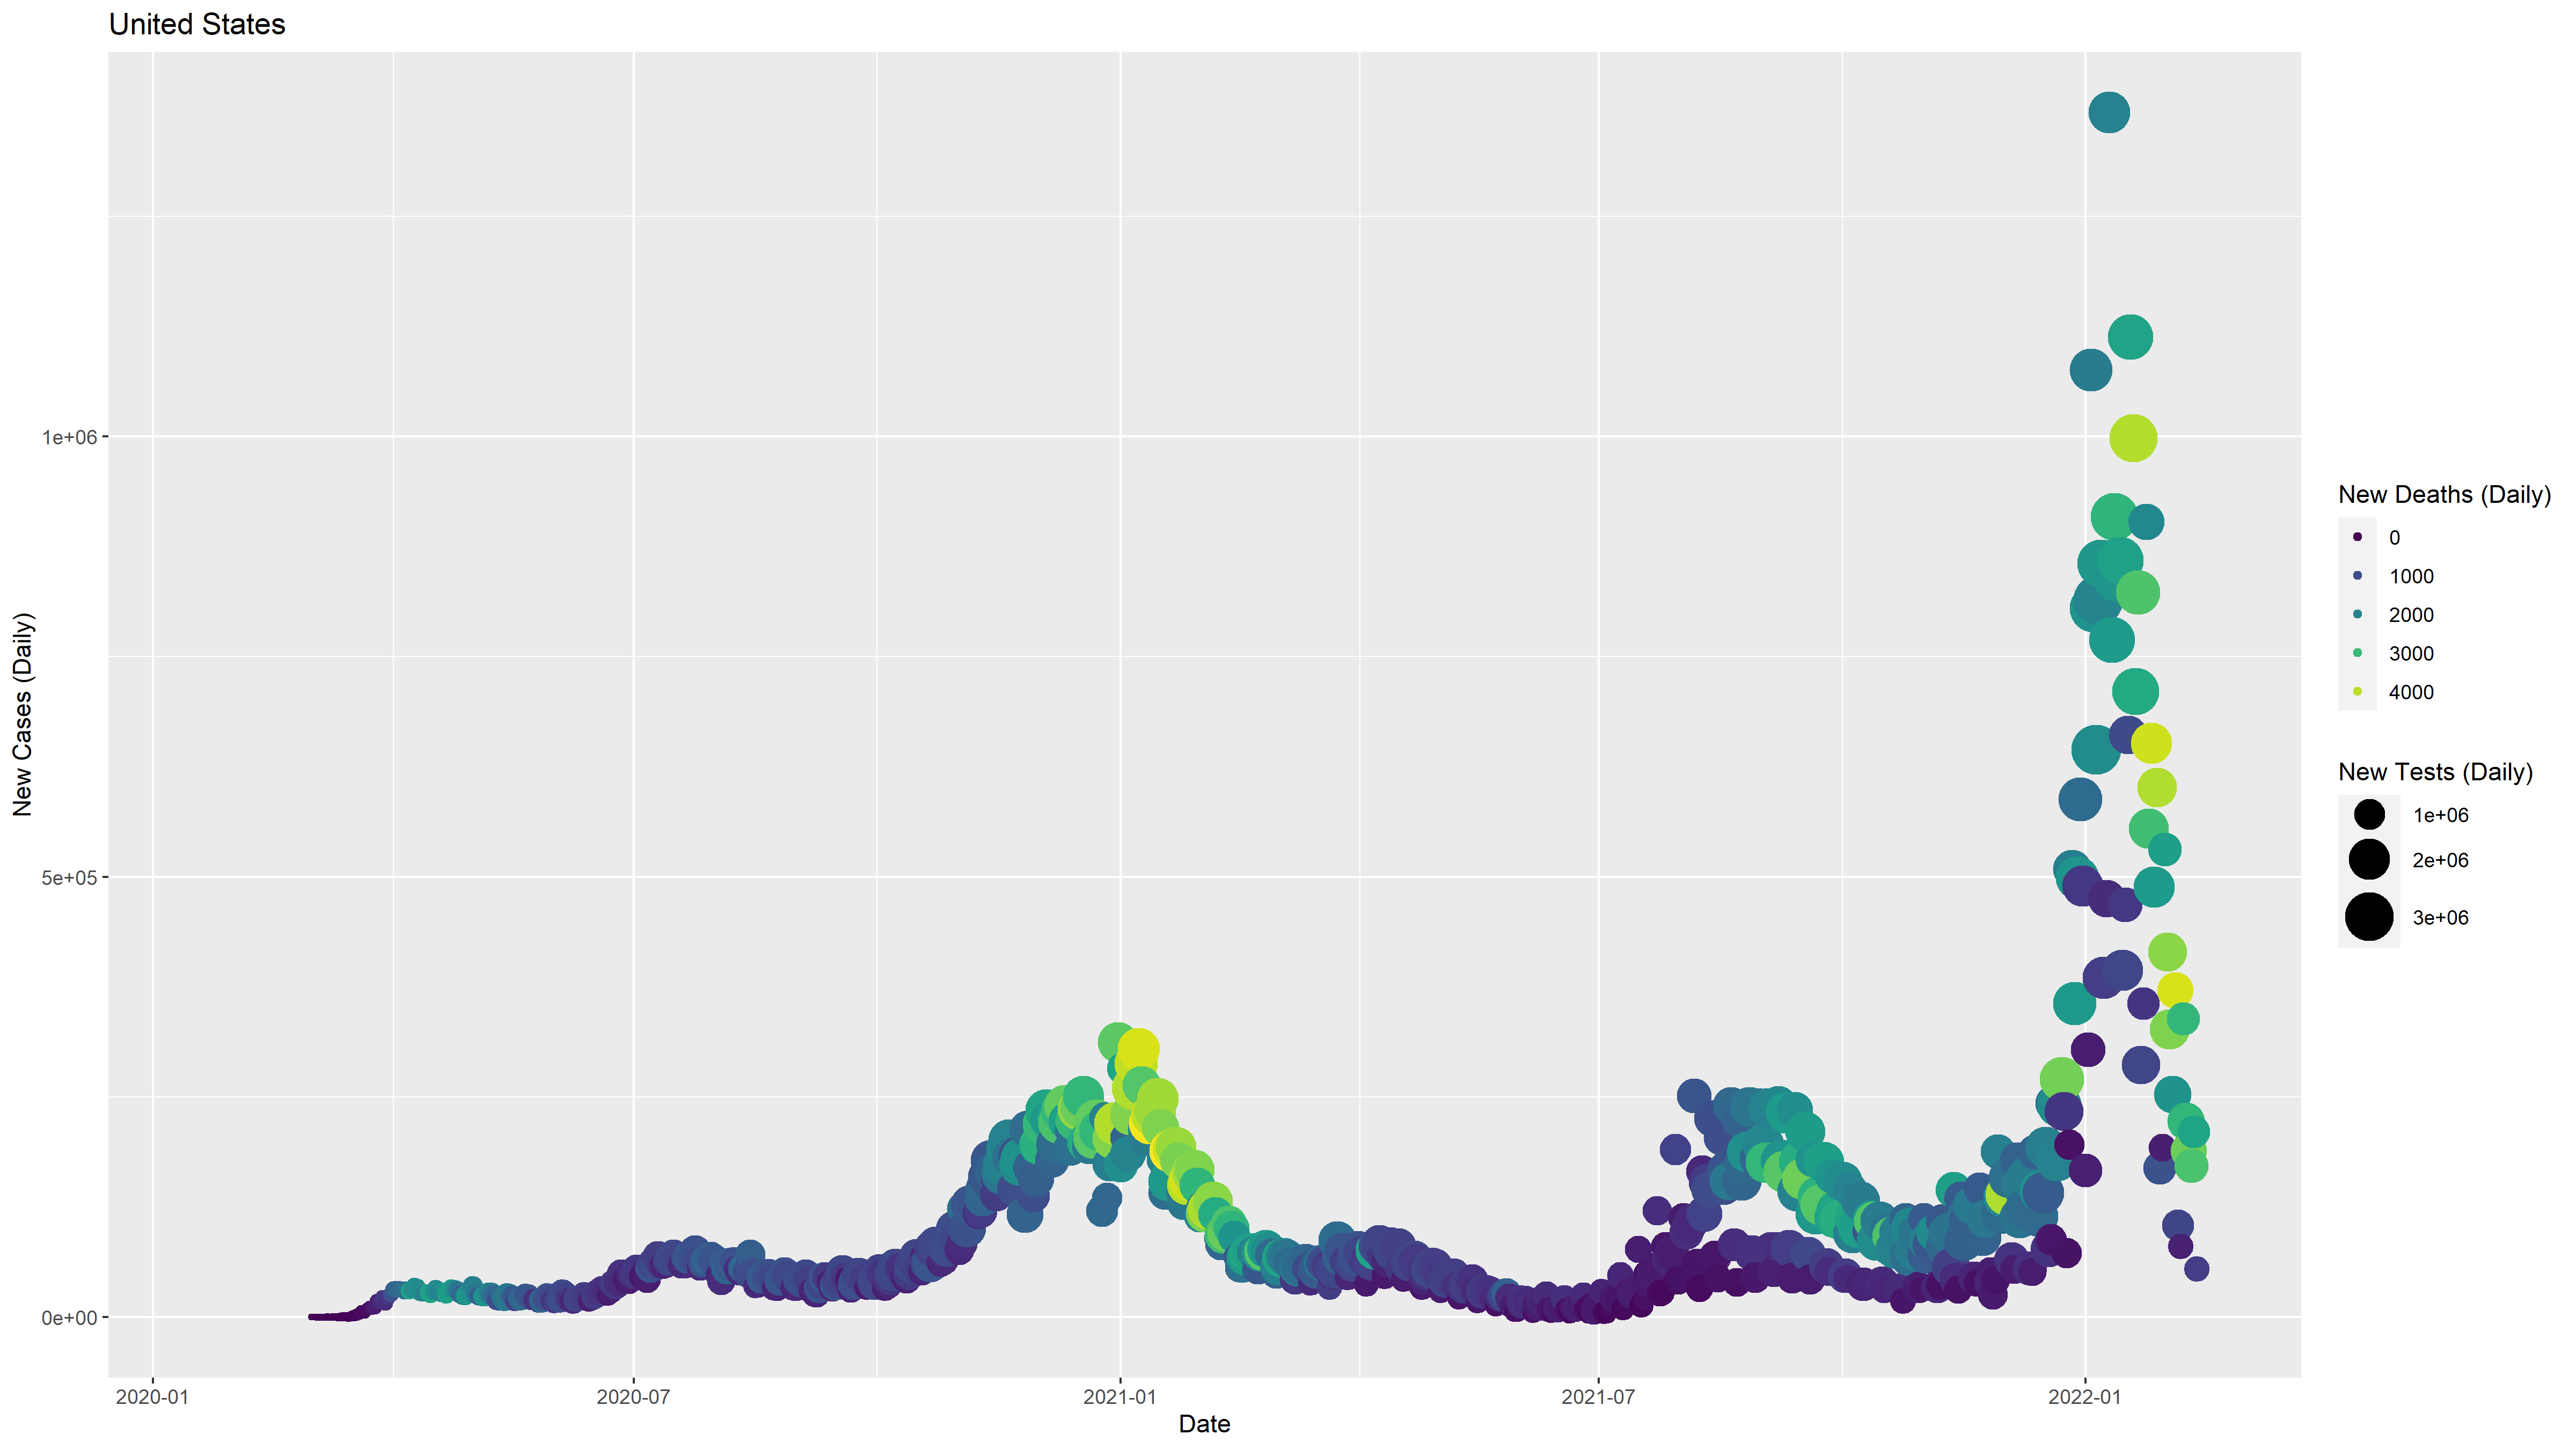 United States
New Cases (Daily)
1e+06
5e+05
0e+00
2020-01
2020-07
2021-01
2021-07
2022-01
Date
New Deaths (Daily)
0
1000
2000
3000
4000
New Tests (Daily)
1e+06
2e+06
3e+06